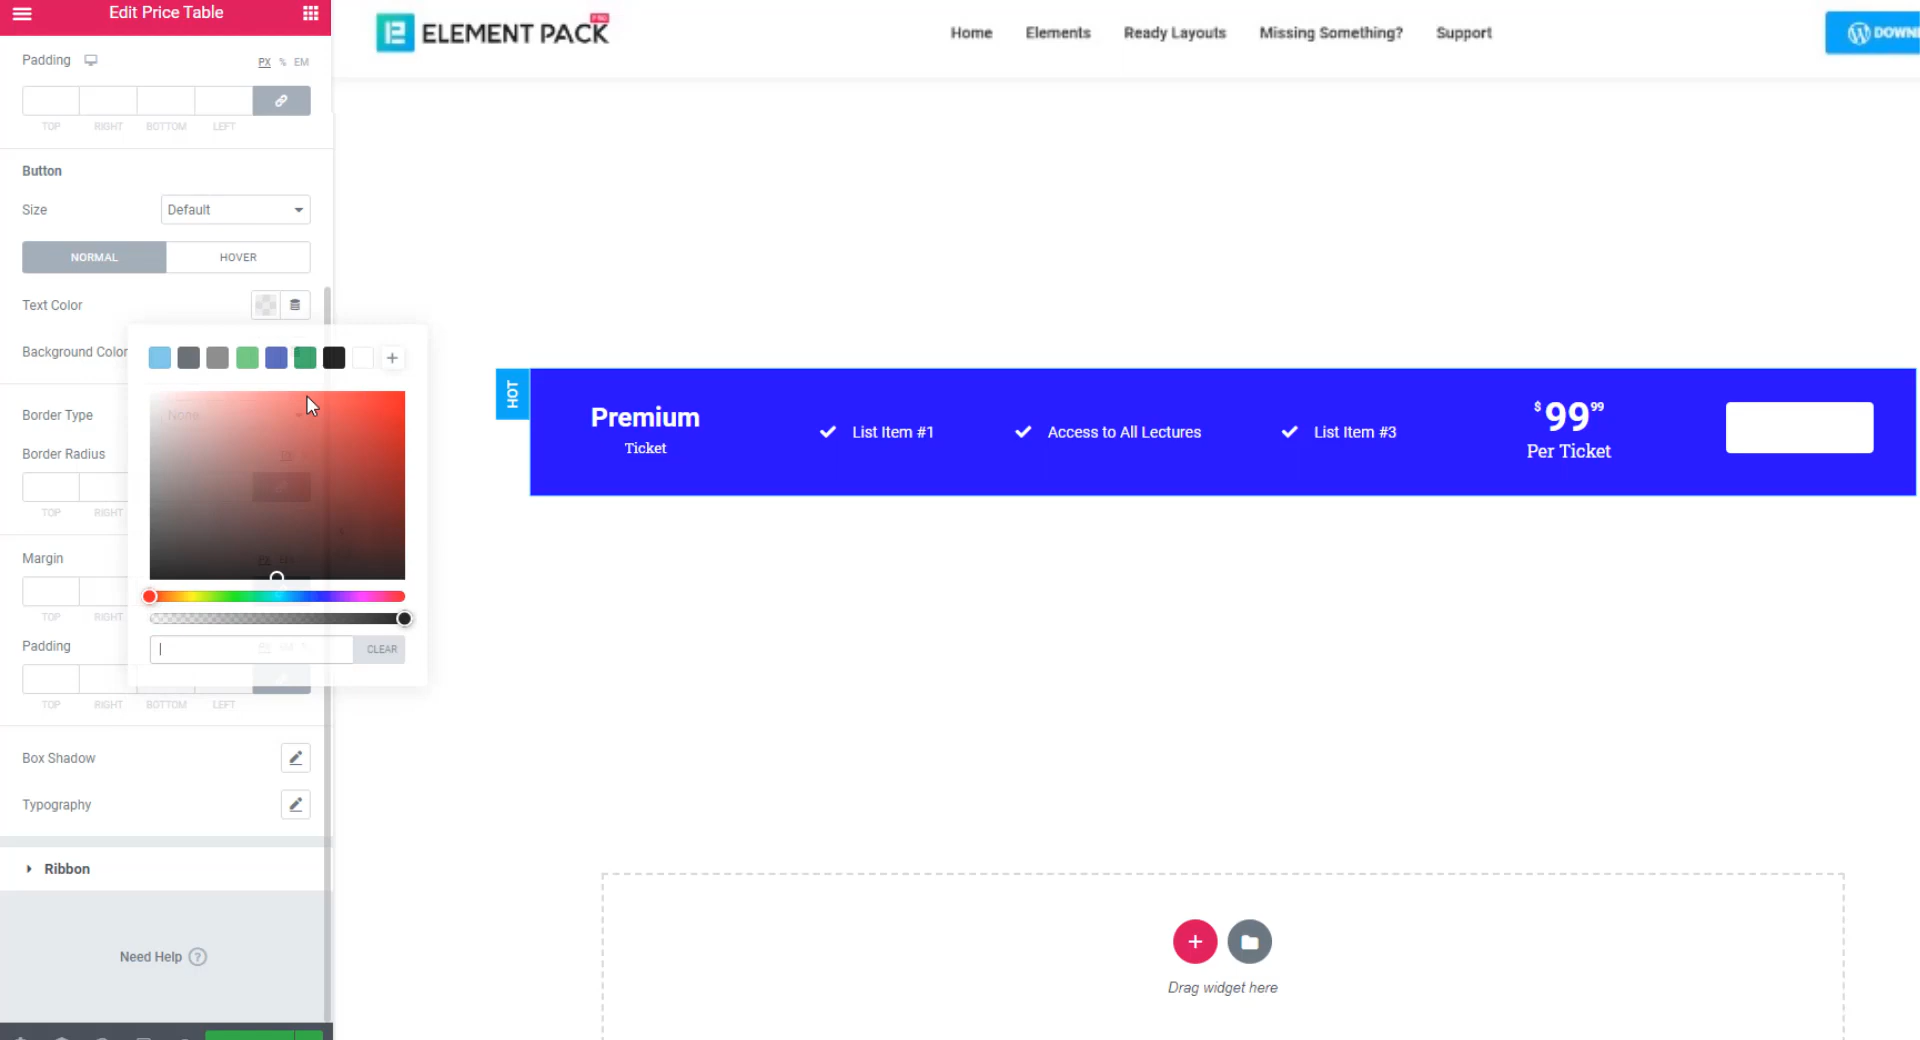 Edit Price Table
Padding
PX % EM
TOP RIGHT BOTTOM LEFT
Button
Size
Default
NORMAL HOVER
Text Color
Background Color
Border Type
None
Border Radius
TOP RIGHT
Margin
TOP RIGHT
Padding
CLEAR
TOP RIGHT BOTTOM LEFT
Box Shadow
Typography
Ribbon
Need Help ?
ELEMENT PACK
PRO
Home Elements Ready Layouts Missing Something? Support
HOT
Premium
Ticket
List Item #1
Access to All Lectures
List Item #3
$99 99
Per Ticket
Drag widget here